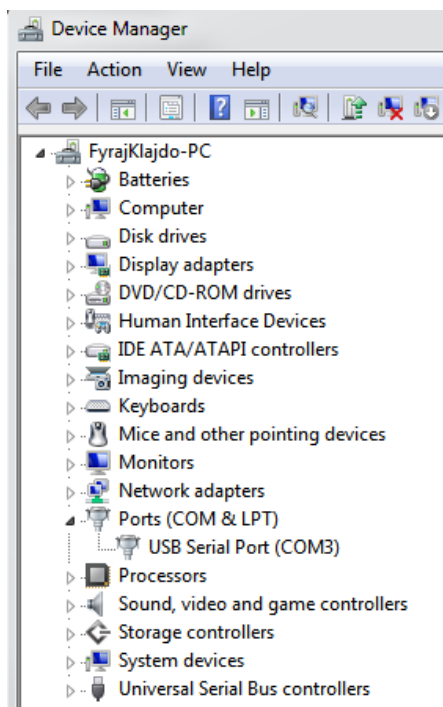 Device Manager
File Action View Help
FyrajKlajdo-PC
Batteries
Computer
Disk drives
Display adapters
DVD/CD-ROM drives
Human Interface Devices
IDE ATA/ATAPI controllers
Imaging devices
Keyboards
Mice and other pointing devices
Monitors
Network adapters
Ports (COM & LPT)
USB Serial Port (COM3)
Processors
Sound, video and game controllers
Storage controllers
System devices
Universal Serial Bus controllers